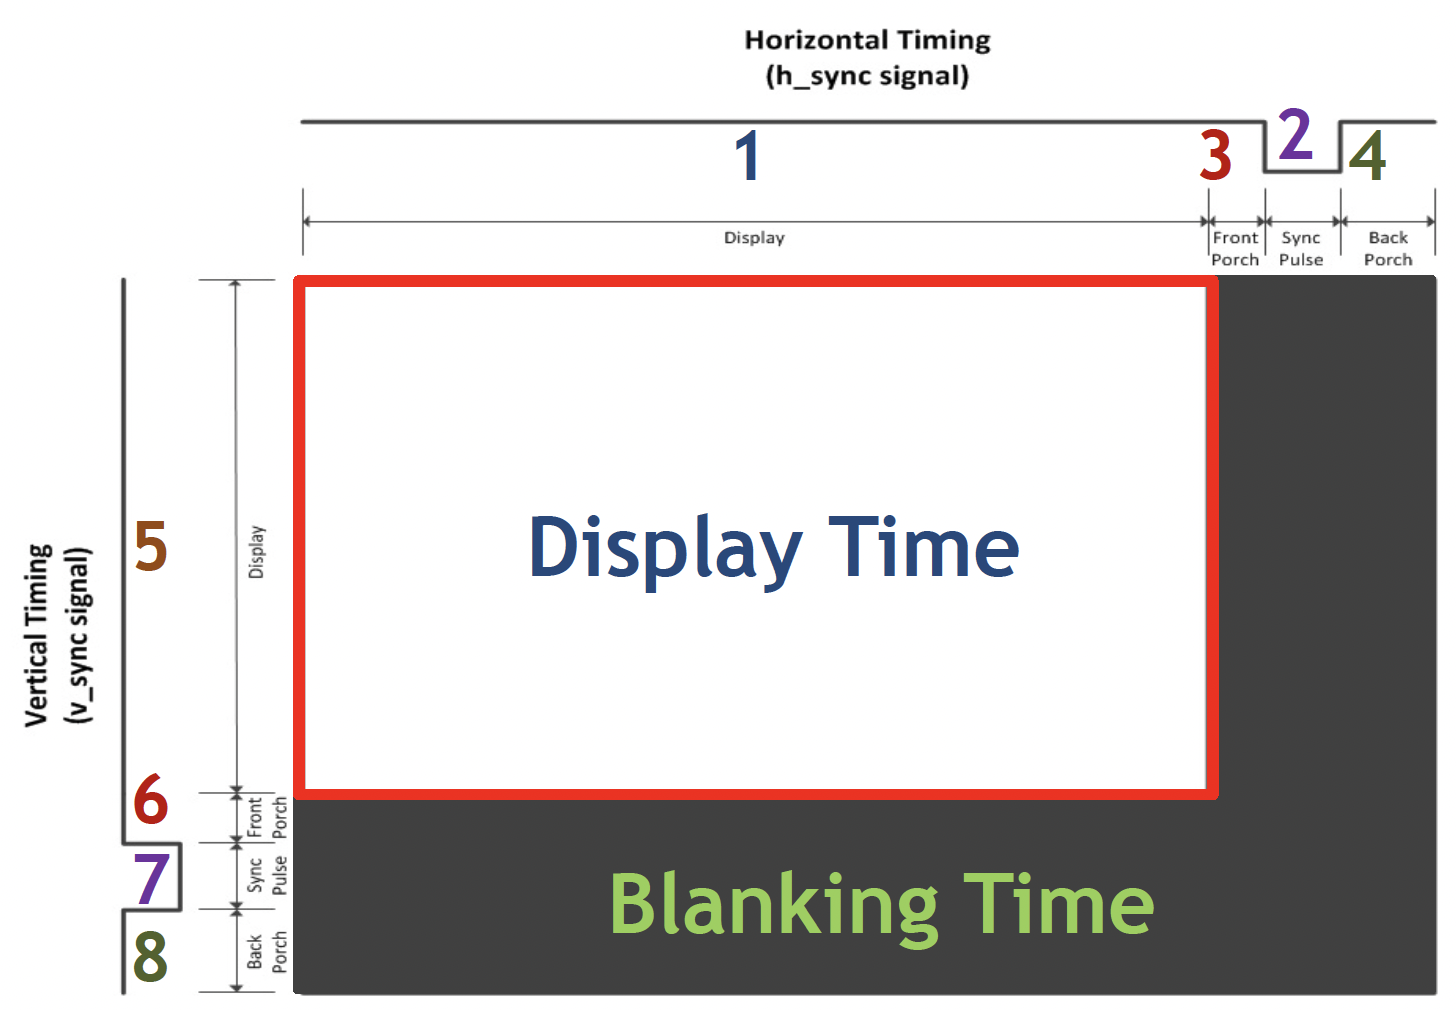 Horizontal Timing
(h_sync signal)
1
3
2
4
Display
Front
Porch
Sync
Pulse
Back
Porch
Vertical Timing
(v_sync signal)
5
6
7
8
Display
Front
Porch
Sync
Pulse
Back
Porch
Display Time
Blanking Time